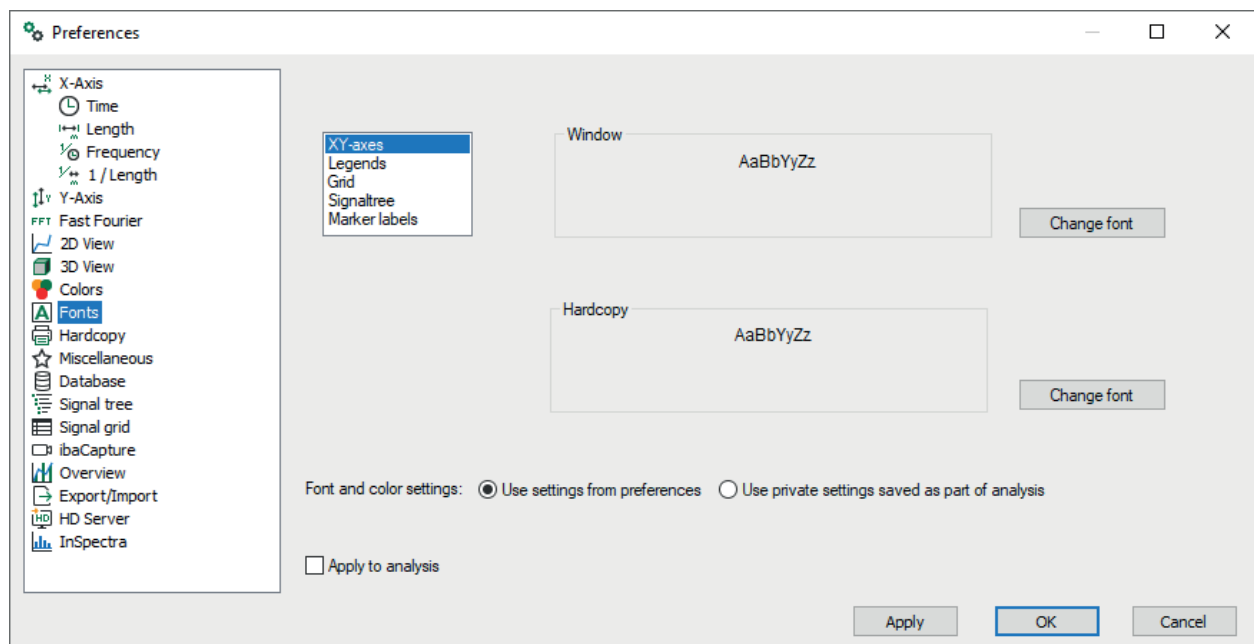 Preferences
X-Axis
Time
Length
Frequency
1 / Length
Y-Axis
FFT Fast Fourier
2D View
3D View
Colors
Fonts
Hardcopy
Miscellaneous
Database
Signal tree
Signal grid
ibaCapture
Overview
Export/Import
HD Server
InSpectra
XY-axes
Legends
Grid
Signaltree
Marker labels
Window
AaBbYyZz
Change font
Hardcopy
AaBbYyZz
Change font
Font and color settings: Use settings from preferences Use private settings saved as part of analysis
Apply to analysis
Apply OK Cancel